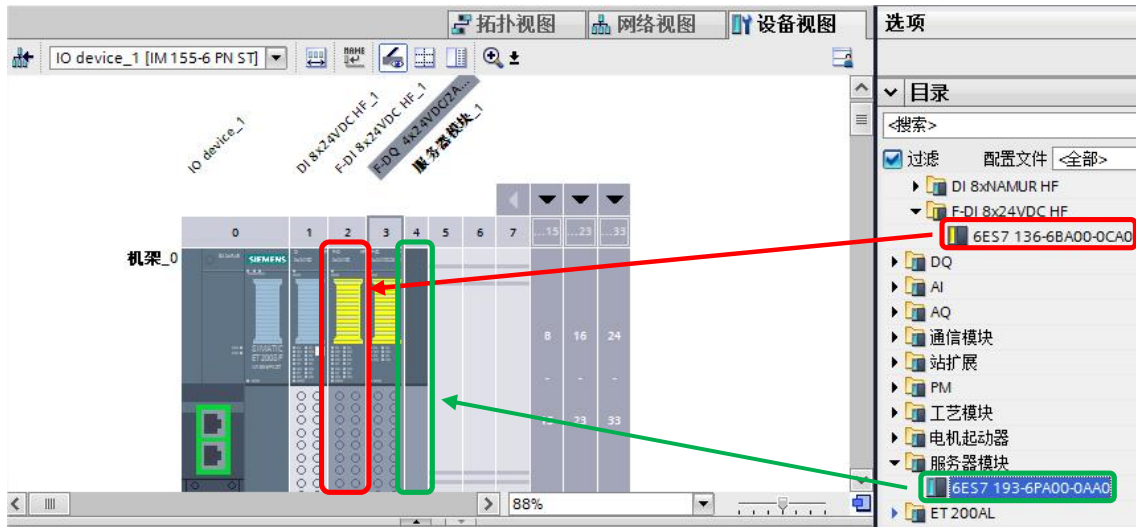 拓扑视图
网络视图
设备视图
选项
IO device_1 [IM 155-6 PN ST]
目录
<搜索>
过滤
配置文件 <全部>
IO device_1
DI 8x24VDC HF_1
F-DI 8x24VDC HF_1
F-DQ 4x24VDC/2A...
服务器模块_1
DI 8xNAMUR HF
F-DI 8x24VDC HF
6ES7 136-6BA00-0CA0
DQ
AI
AQ
通信模块
站扩展
PM
工艺模块
电机起动器
服务器模块
6ES7 193-6PA00-0AA0
ET 200AL
0 1 2 3 4 5 6 7 ...15 ...23 ...33
机架_0
SIEMENS
8 16 24
- - -
15 23 33
88%